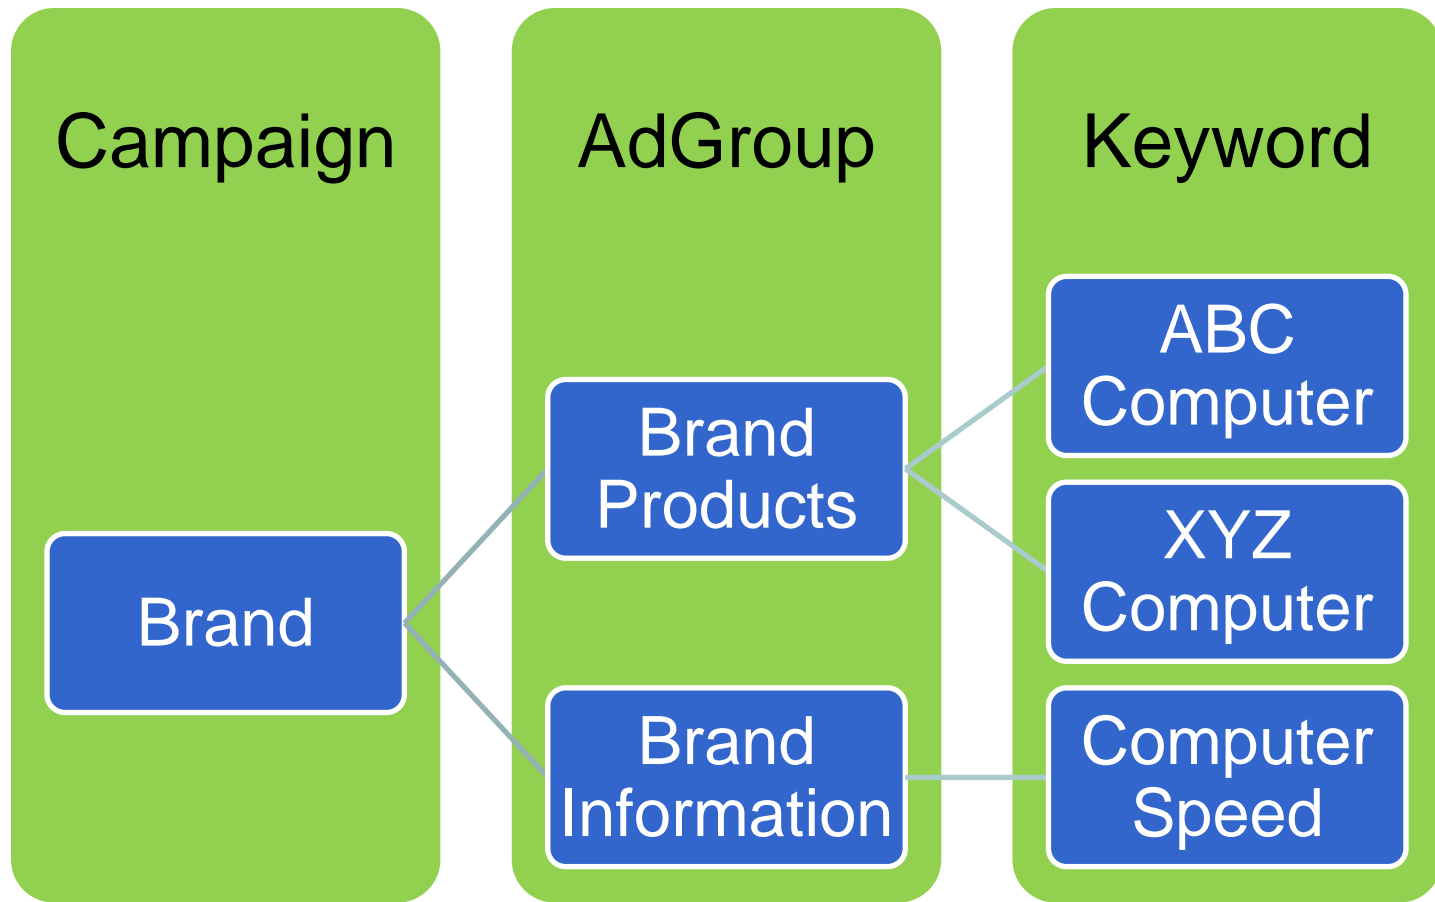 Campaign
AdGroup
Keyword
Brand
Brand
Products
Brand
Information
ABC
Computer
XYZ
Computer
Computer
Speed